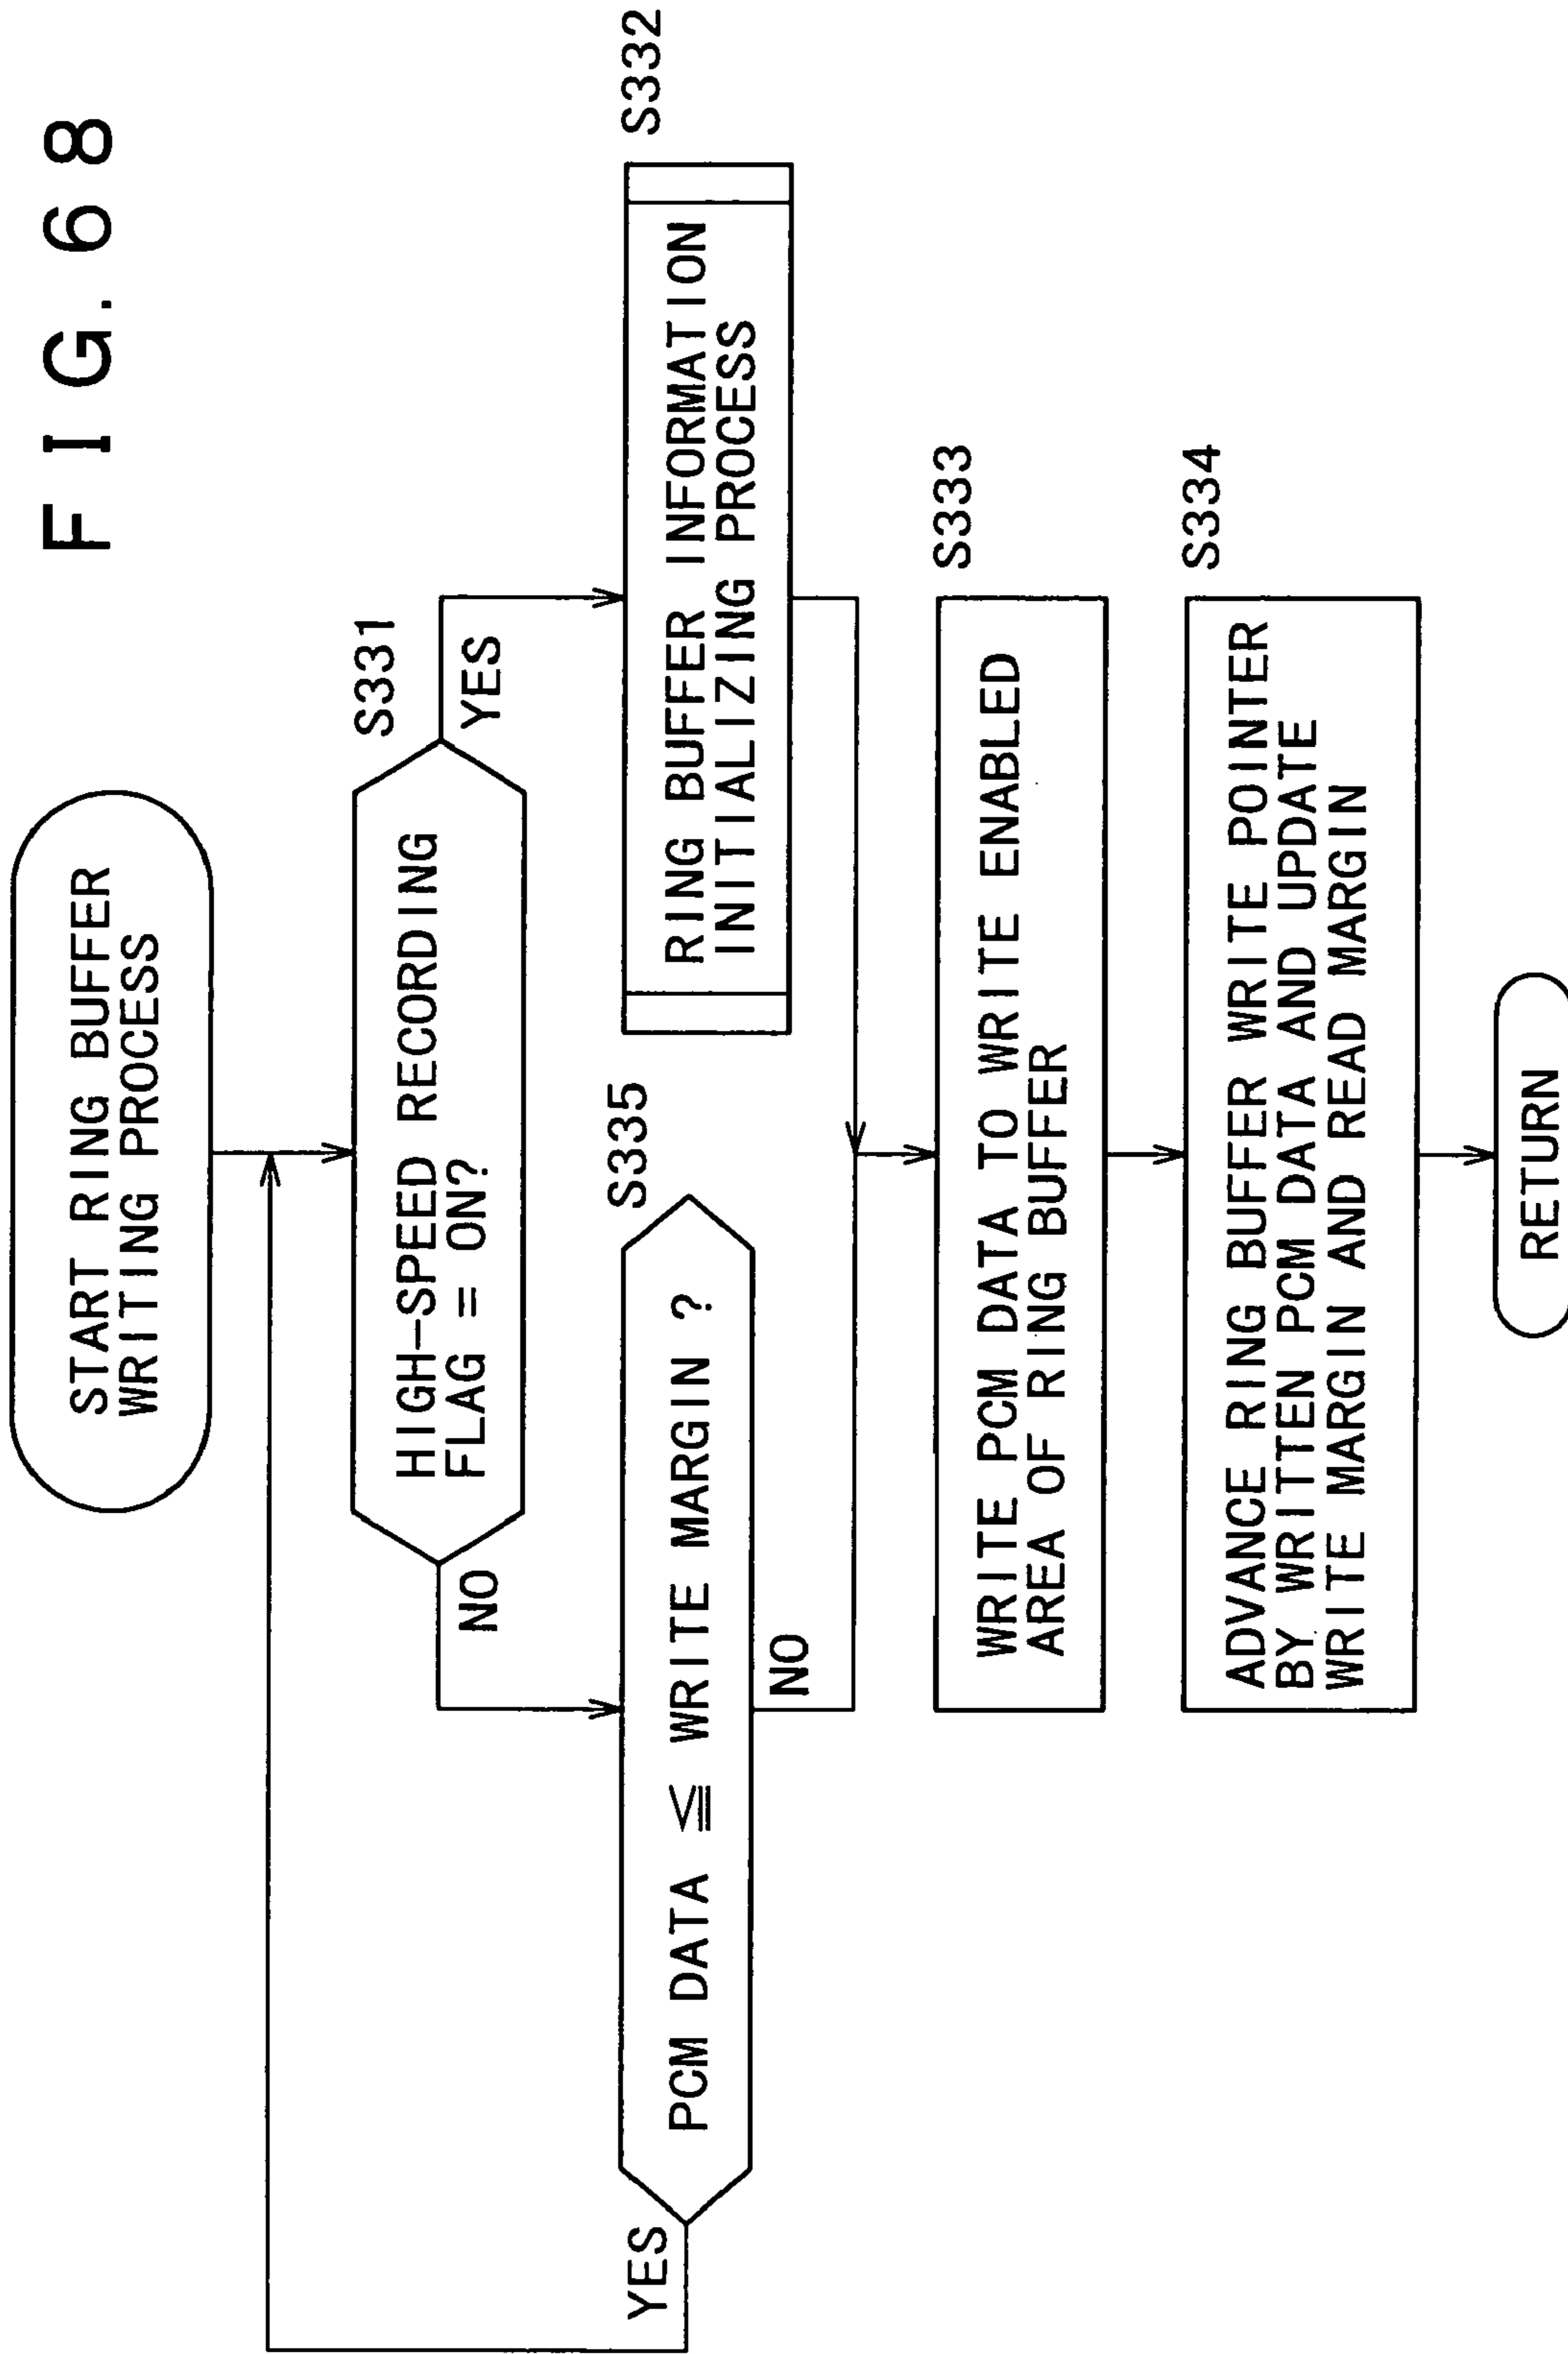 FIG. 68
START RING BUFFER
WRITING PROCESS
S331
HIGH-SPEED RECORDING
FLAG = ON?
NO
YES
S335
PCM DATA ≦ WRITE MARGIN ?
YES
NO
S332
RING BUFFER INFORMATION
INITIALIZING PROCESS
S333
WRITE PCM DATA TO WRITE ENABLED
AREA OF RING BUFFER
S334
ADVANCE RING BUFFER WRITE POINTER
BY WRITTEN PCM DATA AND UPDATE
WRITE MARGIN AND READ MARGIN
RETURN